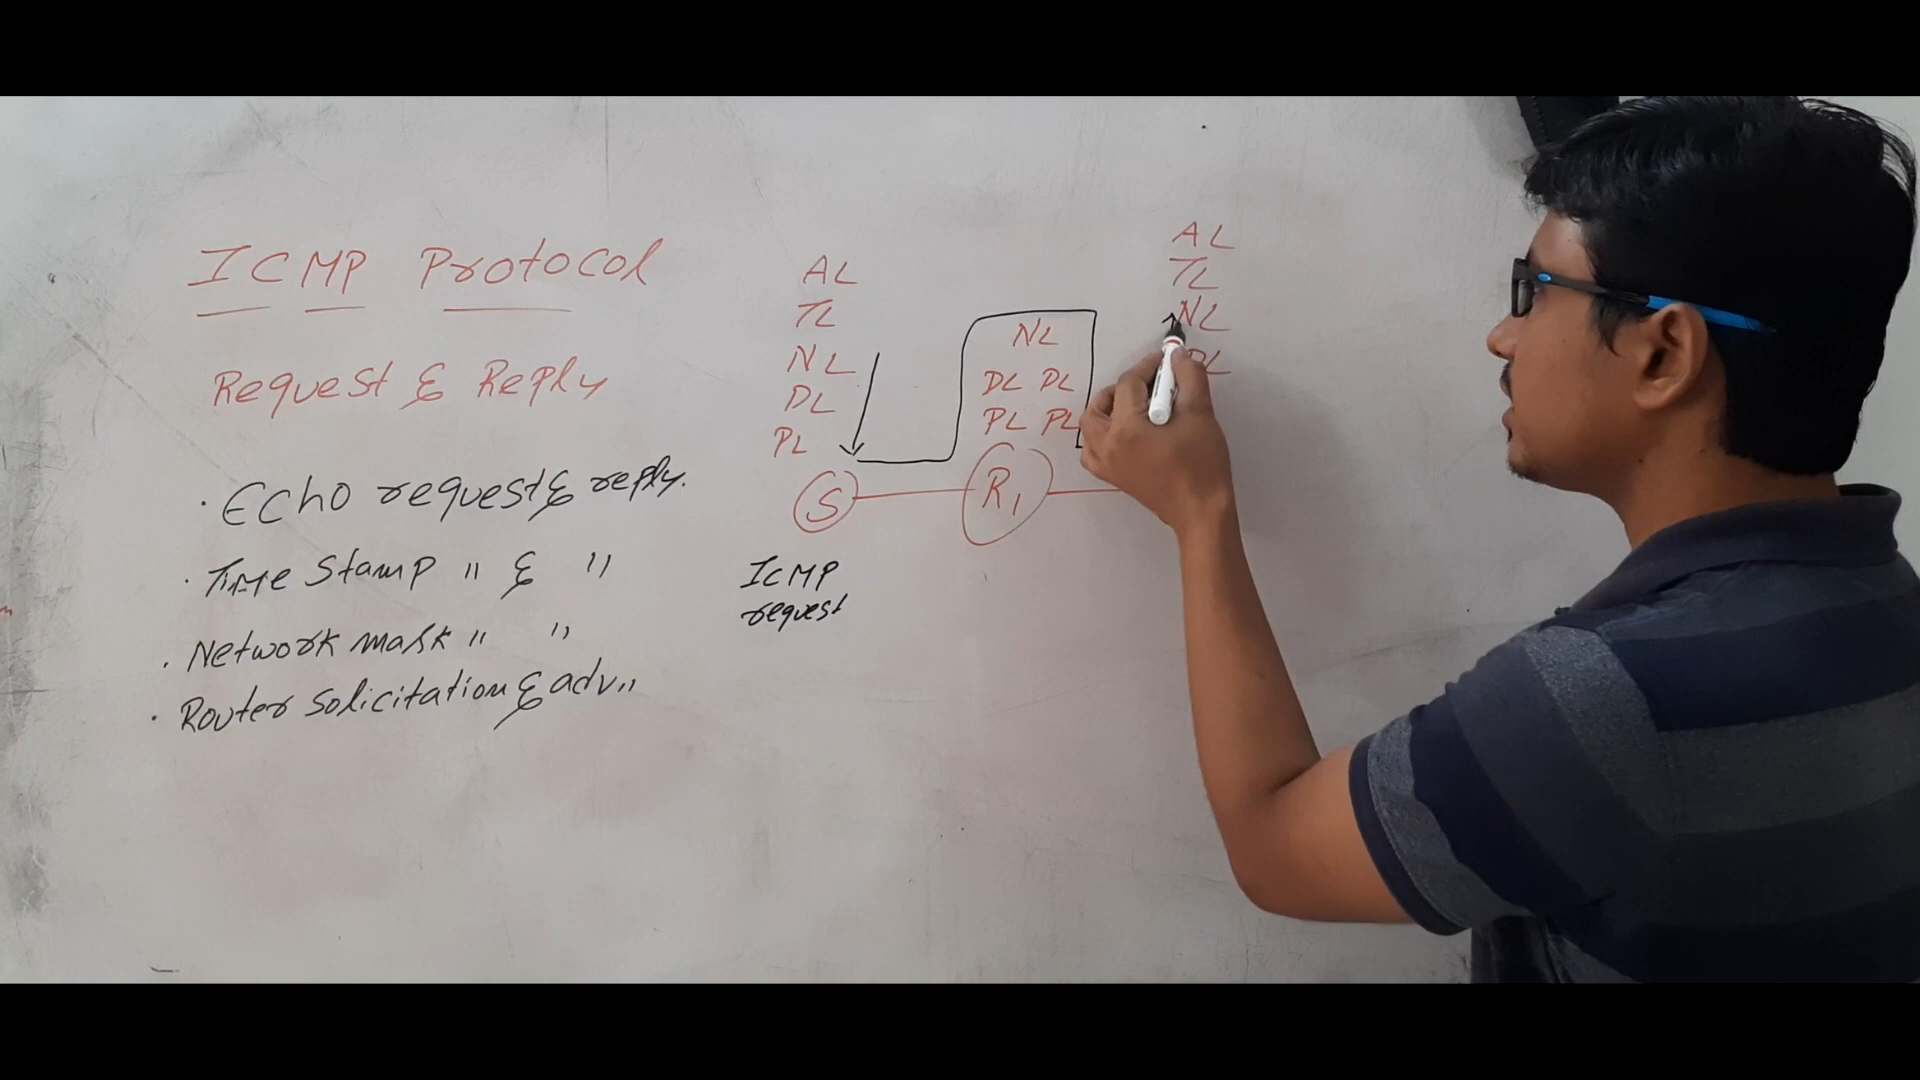 ICMP Protocol
Request & Reply
. Echo request & reply.
. Time Stamp " & "
. Network mask " "
. Router Solicitation & adv"
AL
TL
NL
DL
PL
S
ICMP
request
NL
DL DL
PL PL
R1
AL
TL
NL